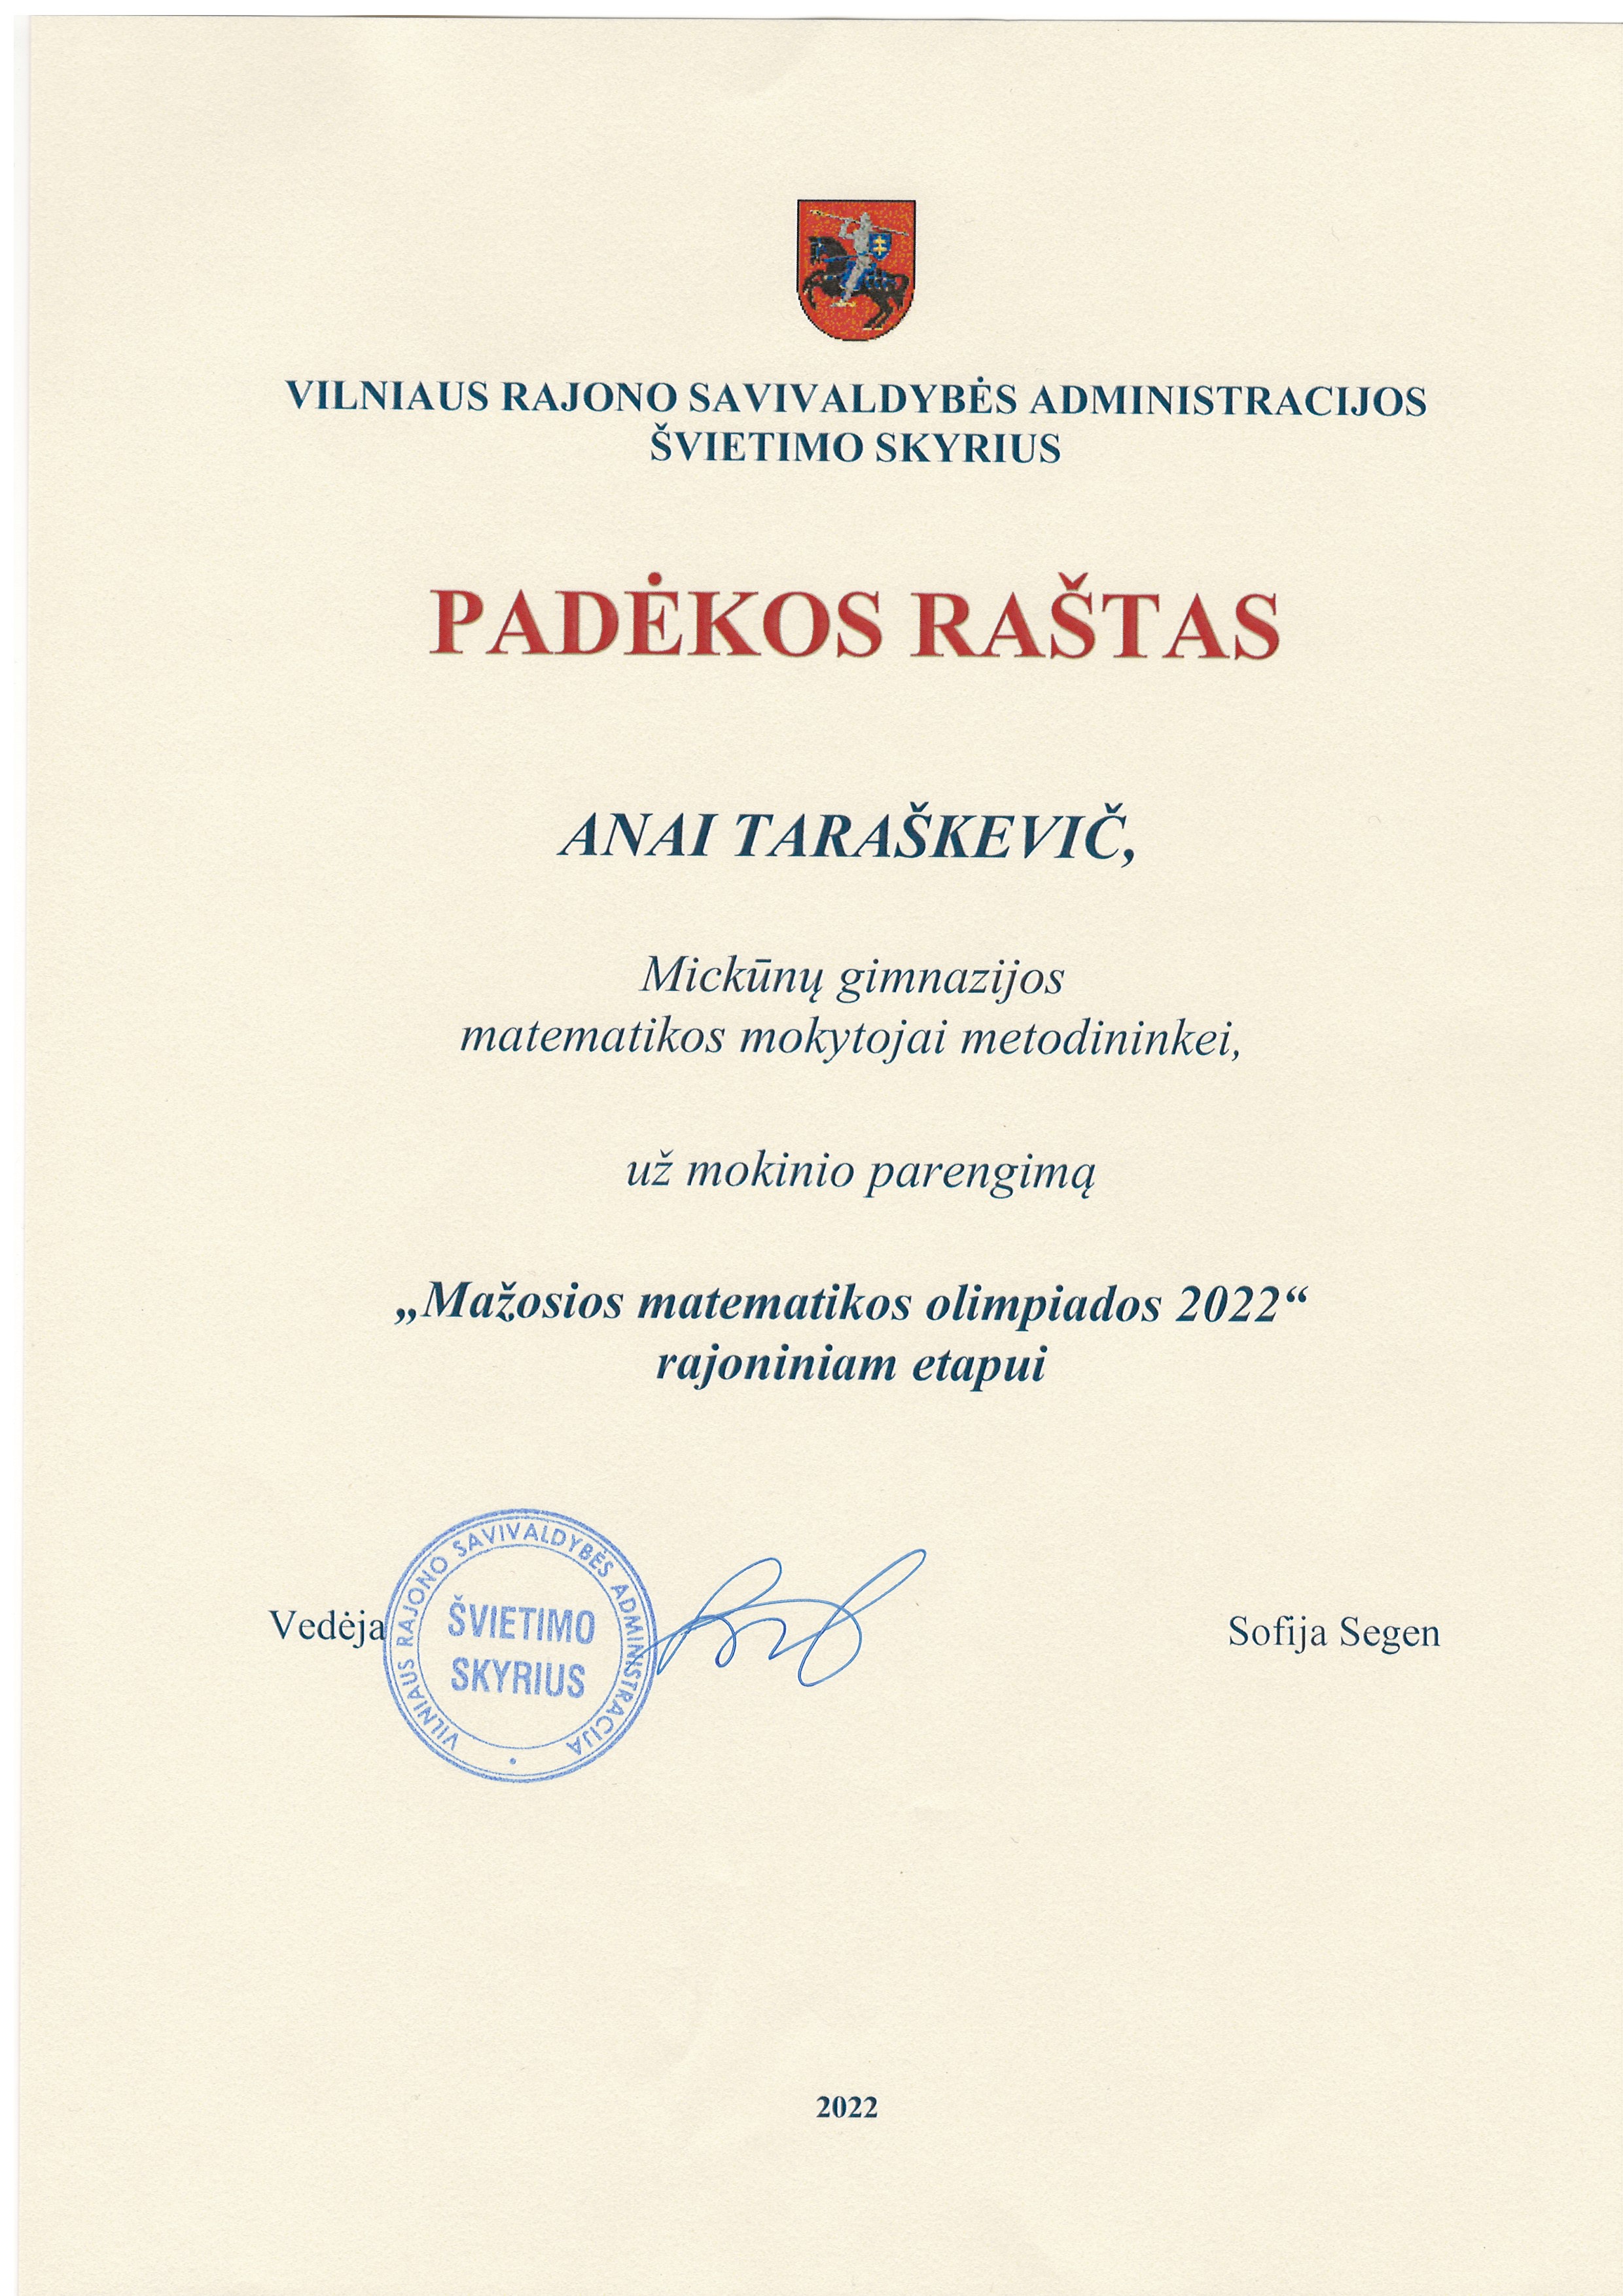 VILNIAUS RAJONO SAVIVALDYBĖS ADMINISTRACIJOS
ŠVIETIMO SKYRIUS
PADĖKOS RAŠTAS
ANAI TARAŠKEVIČ,
Mickūnų gimnazijos
matematikos mokytojai metodininkei,
už mokinio parengimą
„Mažosios matematikos olimpiados 2022“
rajoniniam etapui
Vedėja
VILNIAUS RAJONO SAVIVALDYBĖS ADMINISTRACIJA
ŠVIETIMO
SKYRIUS
Sofija Segen
2022